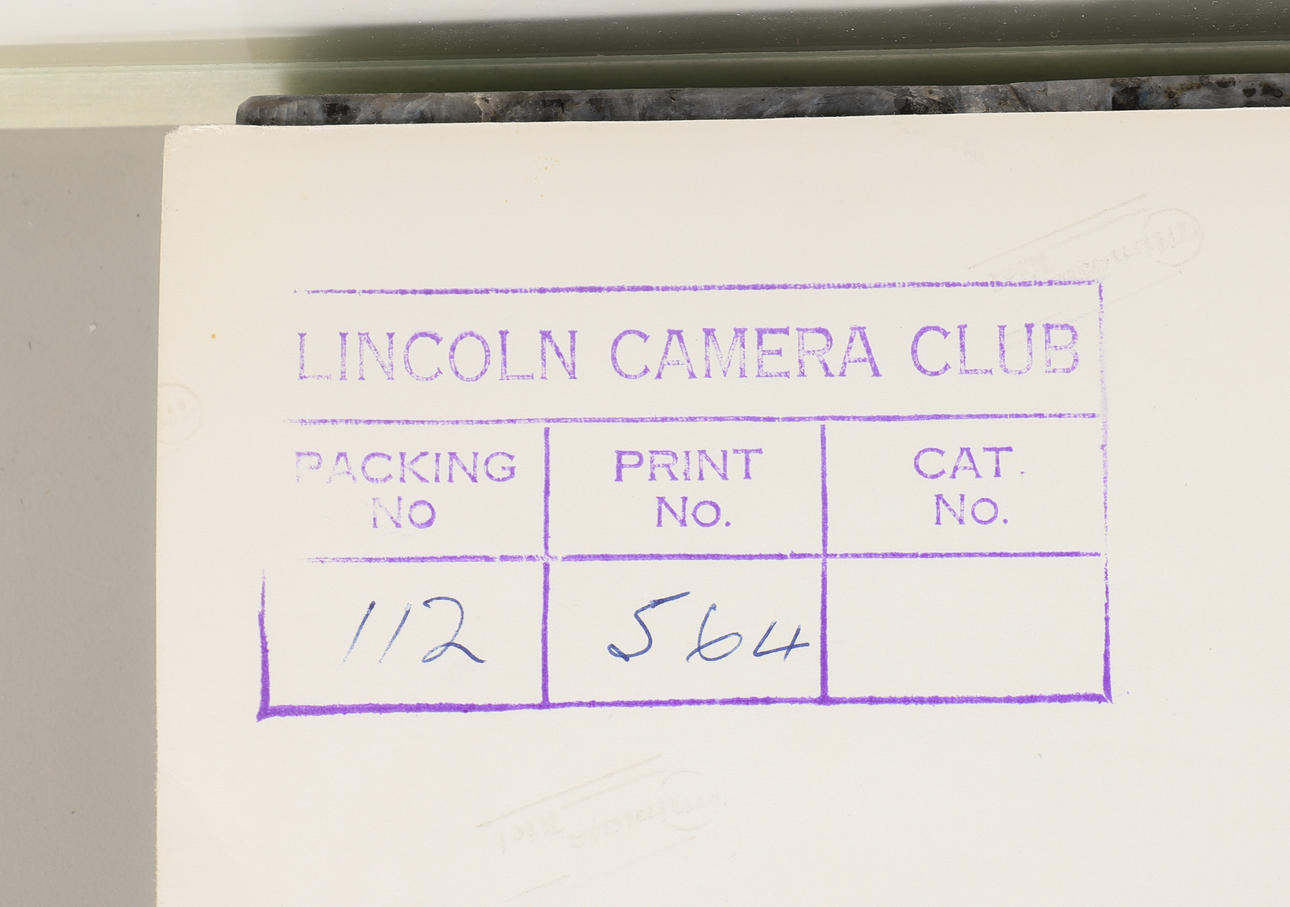 LINCOLN CAMERA CLUB
PACKING NO
PRINT No.
CAT. No.
112
564